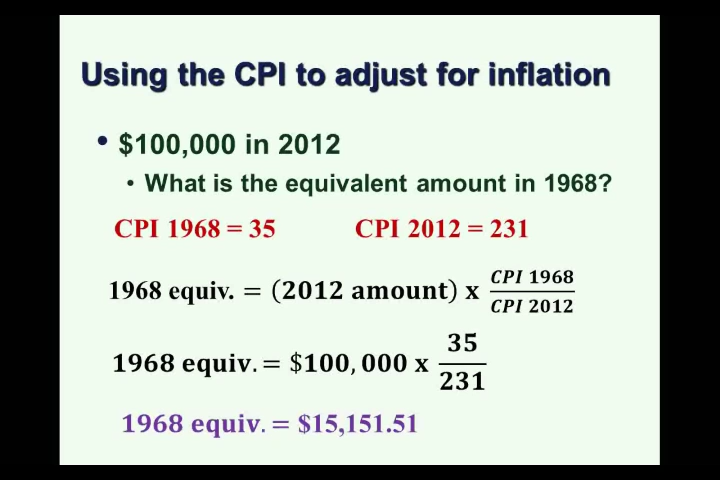 Using the CPI to adjust for inflation
• $100,000 in 2012
• What is the equivalent amount in 1968?
CPI 1968 = 35 CPI 2012 = 231
1968 equiv. = (2012 amount) x CPI 1968 / CPI 2012
1968 equiv. = $100,000 x 35 / 231
1968 equiv. = $15,151.51